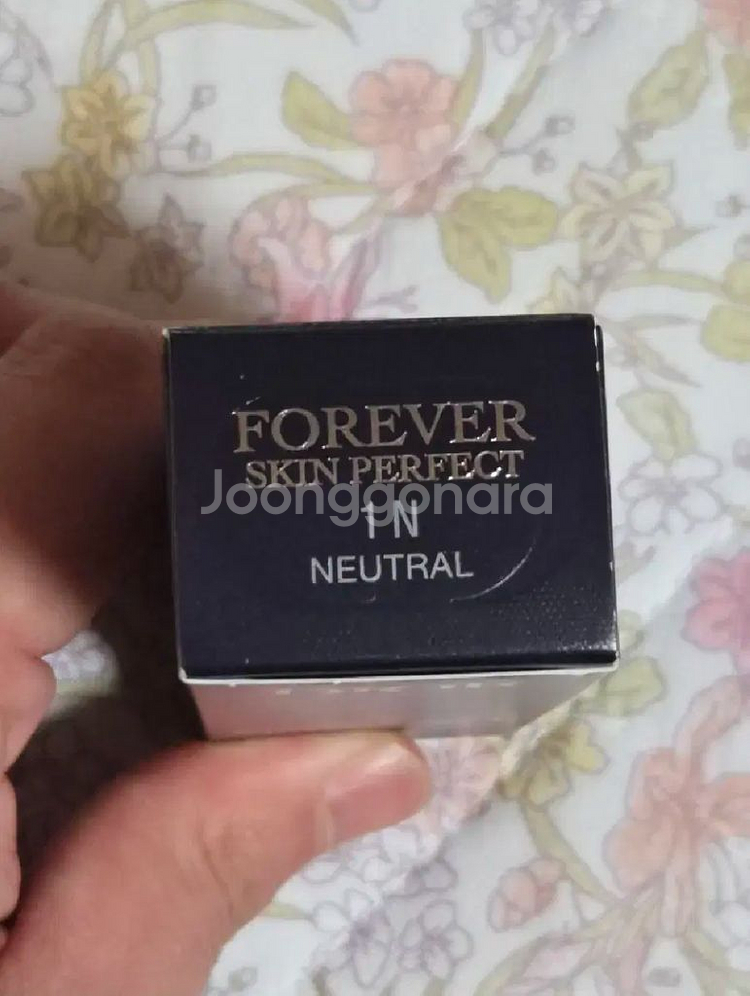 FOREVER
SKIN PERFECT
Joonggonara
1N
NEUTRAL